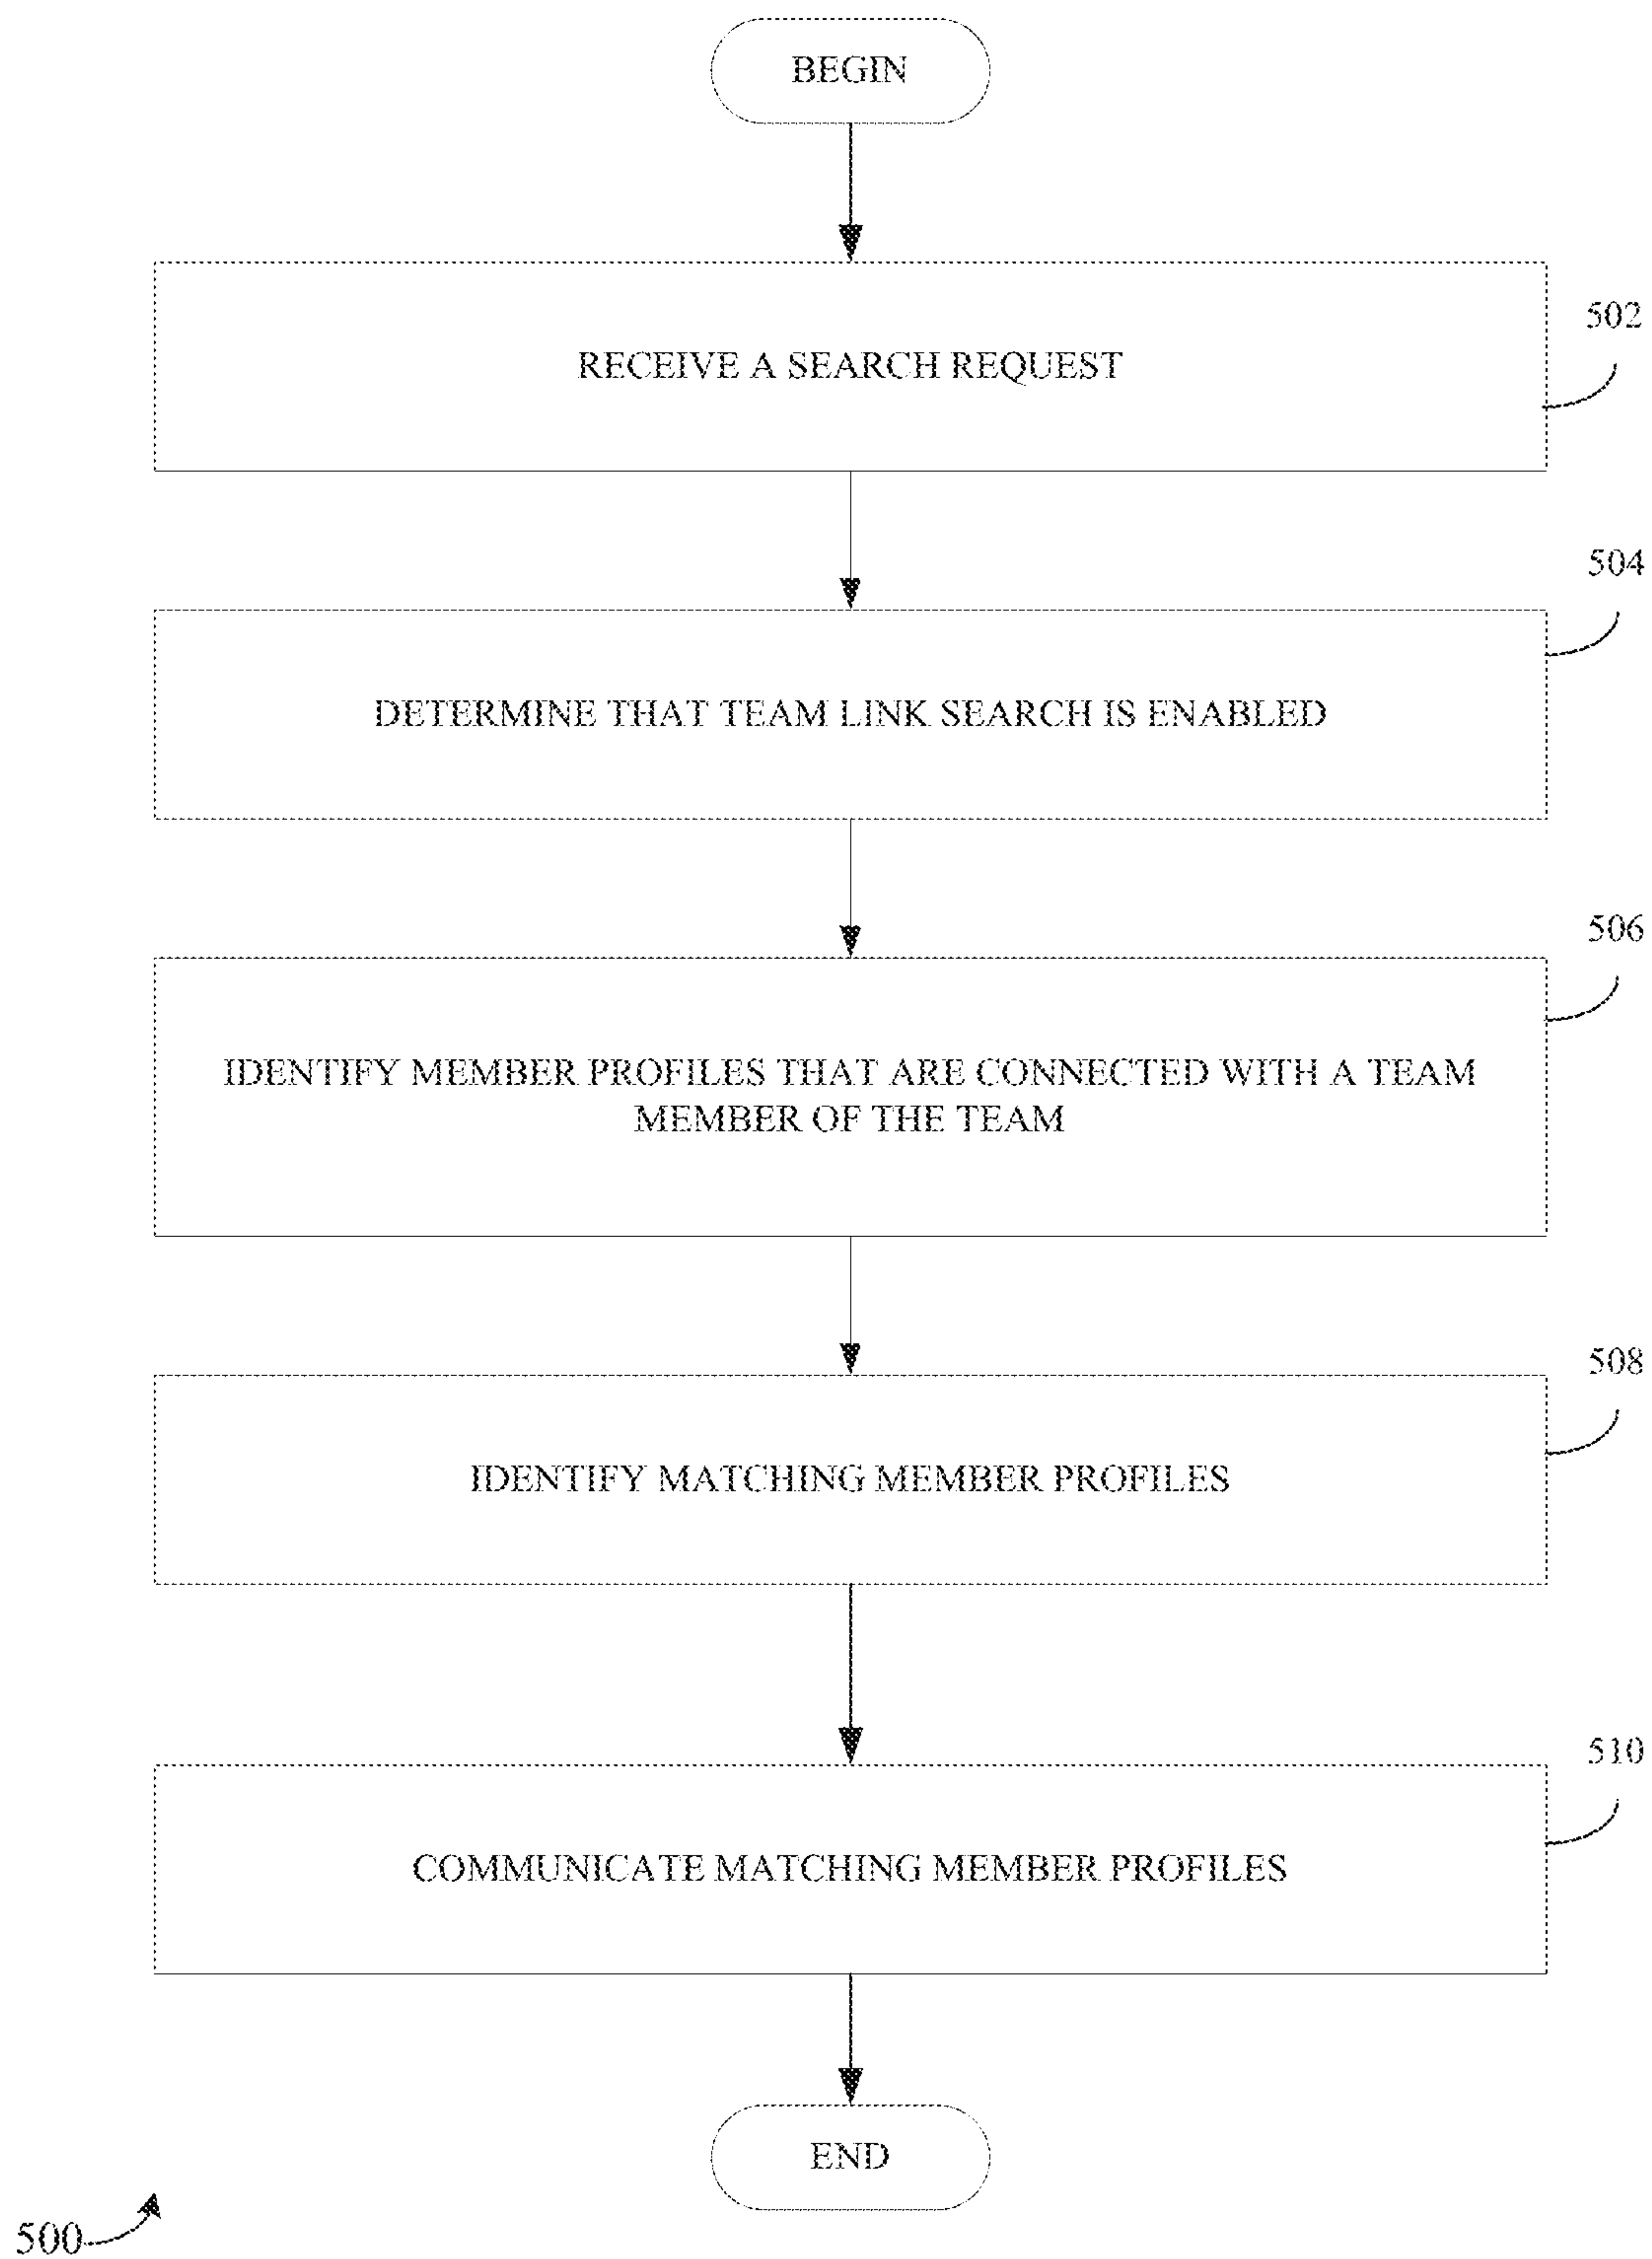 BEGIN
502
RECEIVE A SEARCH REQUEST
504
DETERMINE THAT TEAM LINK SEARCH IS ENABLED
506
IDENTIFY MEMBER PROFILES THAT ARE CONNECTED WITH A TEAM
MEMBER OF THE TEAM
508
IDENTIFY MATCHING MEMBER PROFILES
510
COMMUNICATE MATCHING MEMBER PROFILES
END
500